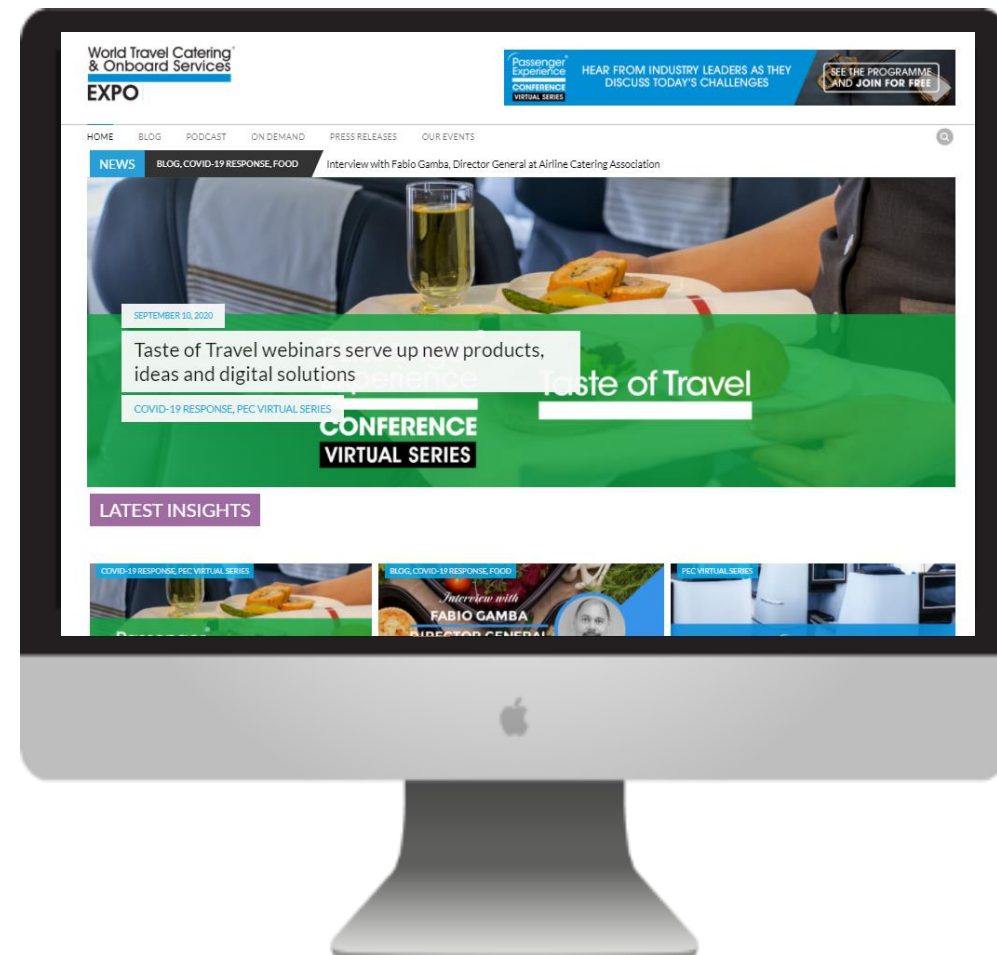 World Travel Catering
& Onboard Services
EXPO
Passenger
Experience
CONFERENCE
VIRTUAL SERIES
HEAR FROM INDUSTRY LEADERS AS THEY
DISCUSS TODAY'S CHALLENGES
SEE THE PROGRAMME
AND JOIN FOR FREE
HOME BLOG PODCAST ON DEMAND PRESS RELEASES OUR EVENTS
NEWS BLOG, COVID-19 RESPONSE, FOOD Interview with Fabio Gamba, Director General at Airline Catering Association
SEPTEMBER 10, 2020
Taste of Travel webinars serve up new products,
ideas and digital solutions
COVID-19 RESPONSE, PEC VIRTUAL SERIES
Experience
CONFERENCE
VIRTUAL SERIES
Taste of Travel
LATEST INSIGHTS
COVID-19 RESPONSE, PEC VIRTUAL SERIES
BLOG, COVID-19 RESPONSE, FOOD
Interview with
FABIO GAMBA
DIRECTOR GENERAL
PEC VIRTUAL SERIES